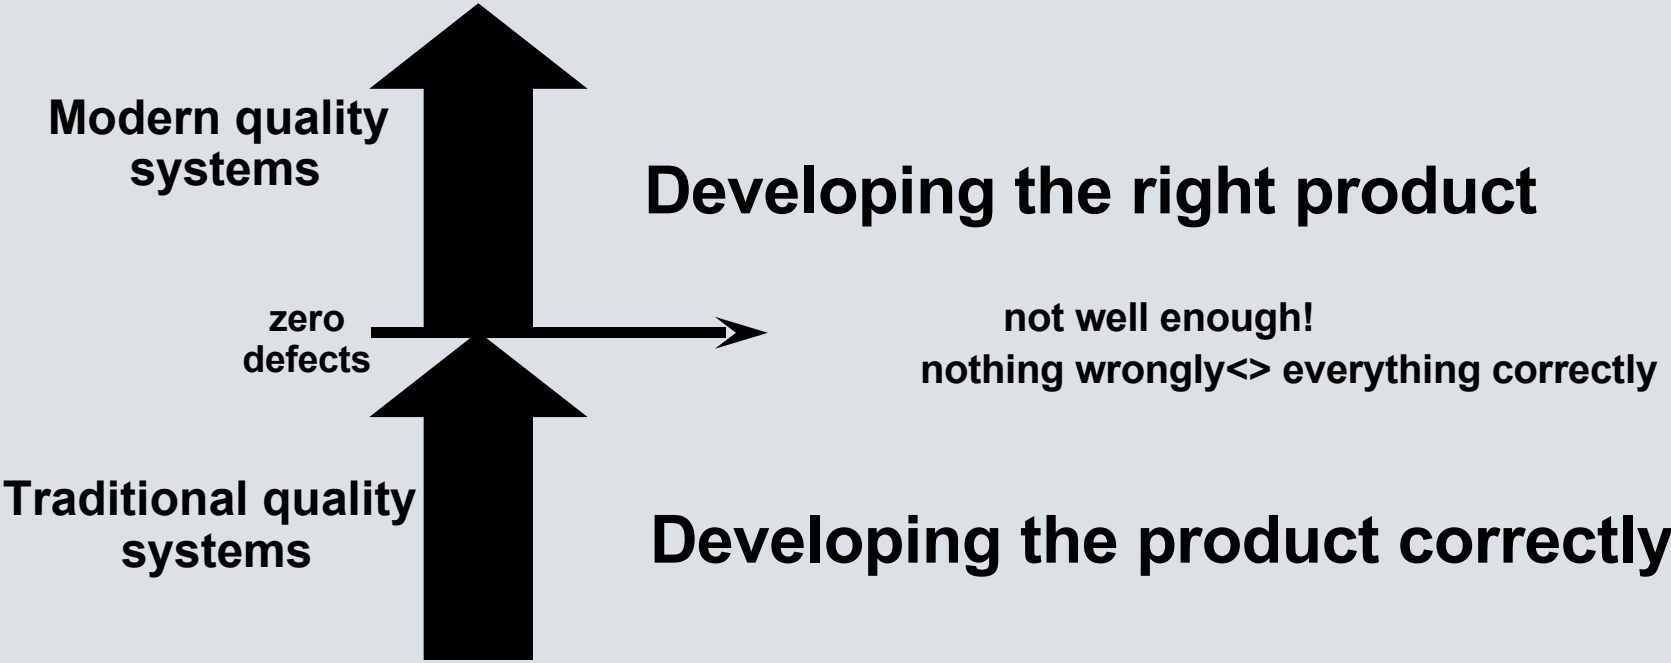 Modern quality
systems
Developing the right product
zero
defects
not well enough!
nothing wrongly<> everything correctly
Traditional quality
systems
Developing the product correctly